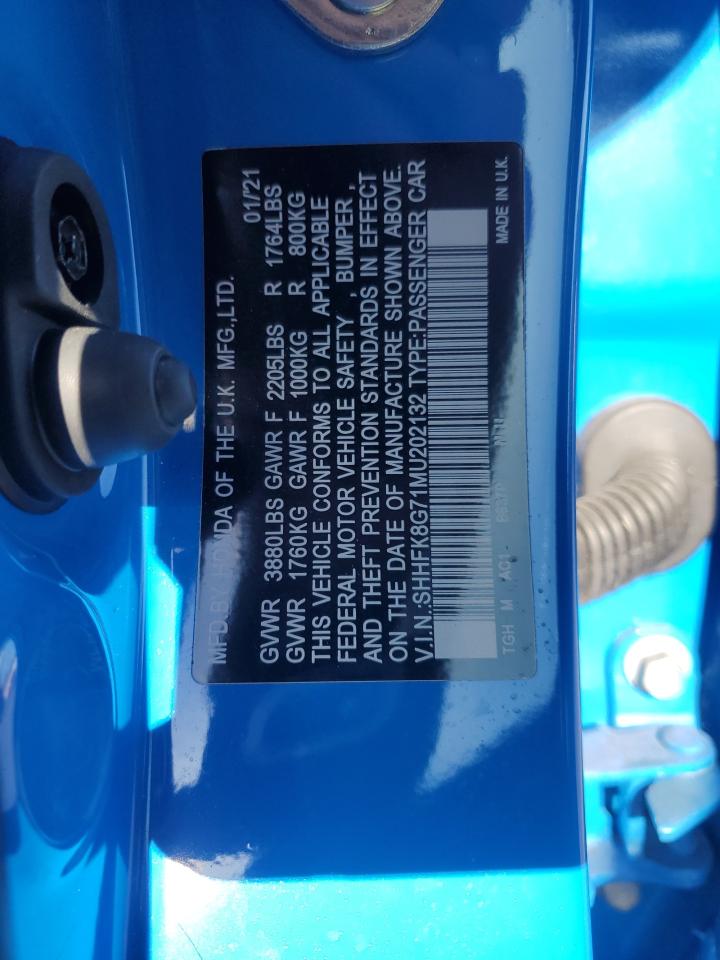 MFD.BY HONDA OF THE U.K. MFG.,LTD. 01/'21
GVWR 3880LBS GAWR F 2205LBS R 1764LBS
GVWR 1760KG GAWR F 1000KG R 800KG
THIS VEHICLE CONFORMS TO ALL APPLICABLE
FEDERAL MOTOR VEHICLE SAFETY , BUMPER ,
AND THEFT PREVENTION STANDARDS IN EFFECT
ON THE DATE OF MANUFACTURE SHOWN ABOVE.
V.I.N.:SHHFK8G71MU202132 TYPE:PASSENGER CAR
TGH M AC1- MADE IN U.K.